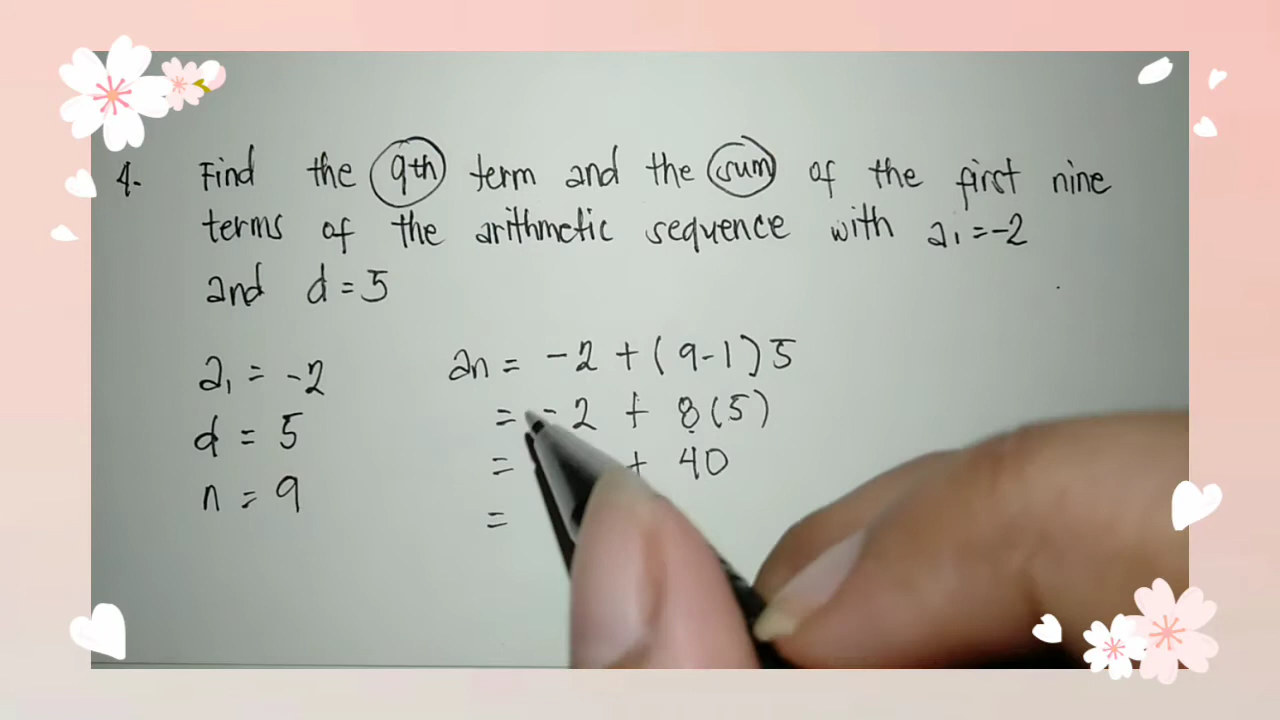 4. Find the 9th term and the sum of the first nine
terms of the arithmetic sequence with a₁ = -2
and d = 5
a₁ = -2
d = 5
n = 9
an = -2 + (9-1)5
= -2 + 8(5)
= + 40
=